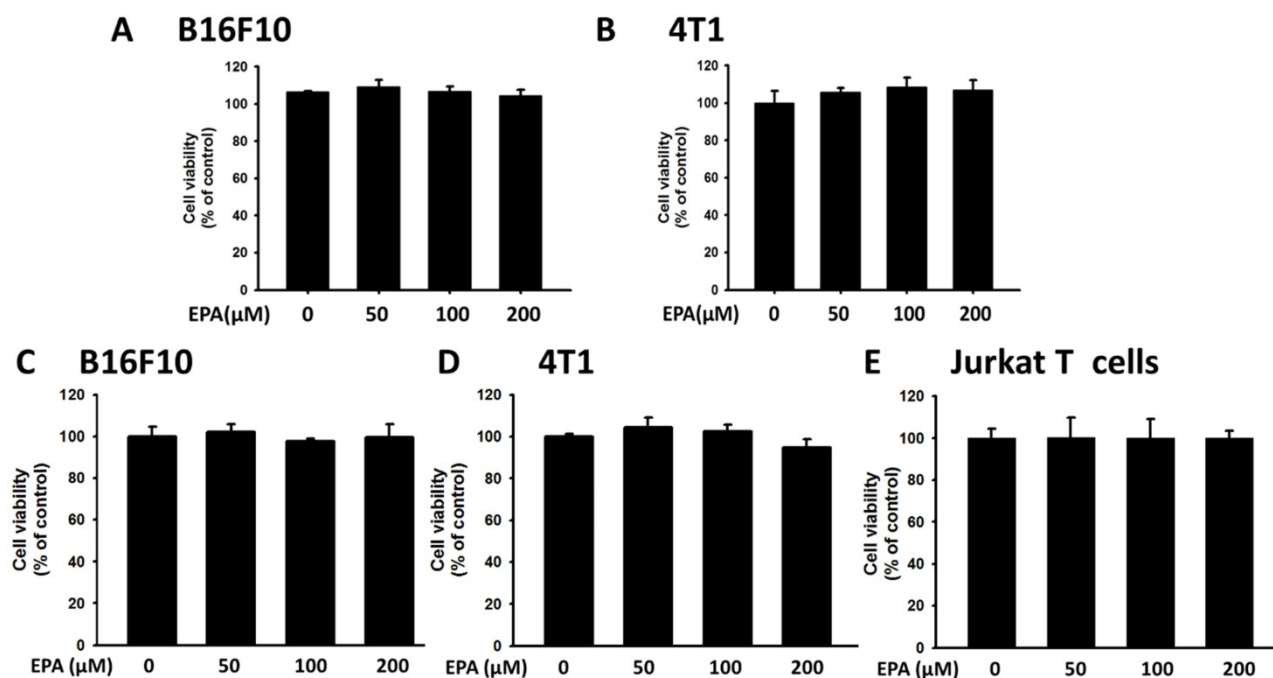 A B16F10
B 4T1
120
100
80
60
40
20
0
Cell viability
(% of control)
EPA(µM) 0 50 100 200
120
100
80
60
40
20
0
Cell viability
(% of control)
EPA(µM) 0 50 100 200
C B16F10
D 4T1
E Jurkat T cells
120
100
80
60
40
20
0
Cell viability
(% of control)
EPA (µM) 0 50 100 200
120
100
80
60
40
20
0
Cell viability
(% of control)
EPA (µM) 0 50 100 200
120
100
80
60
40
20
0
Cell viability
(% of control)
EPA (µM) 0 50 100 200